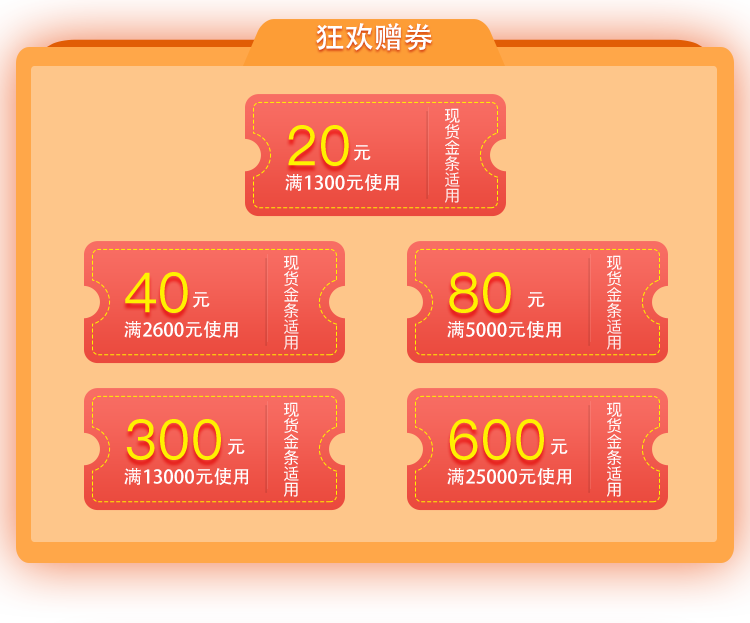 狂欢赠券
20元
满1300元使用
现货金条适用
40元
满2600元使用
现货金条适用
80元
满5000元使用
现货金条适用
300元
满13000元使用
现货金条适用
600元
满25000元使用
现货金条适用